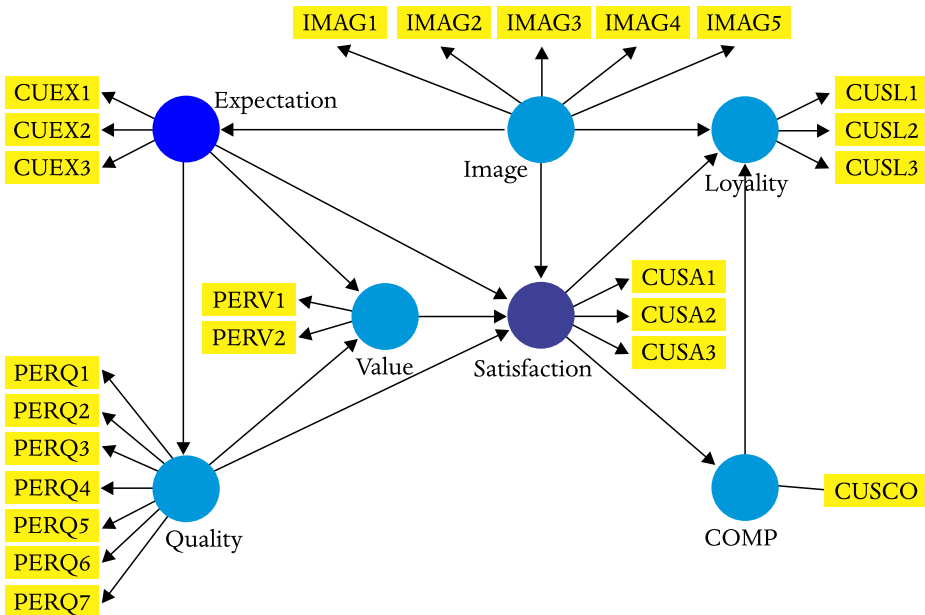 IMAG1 IMAG2 IMAG3 IMAG4 IMAG5
CUEX1
CUEX2
CUEX3
Expectation
Image
CUSL1
CUSL2
CUSL3
Loyality
PERV1
PERV2
Value
CUSA1
CUSA2
CUSA3
Satisfaction
PERQ1
PERQ2
PERQ3
PERQ4
PERQ5
PERQ6
PERQ7
Quality
CUSCO
COMP